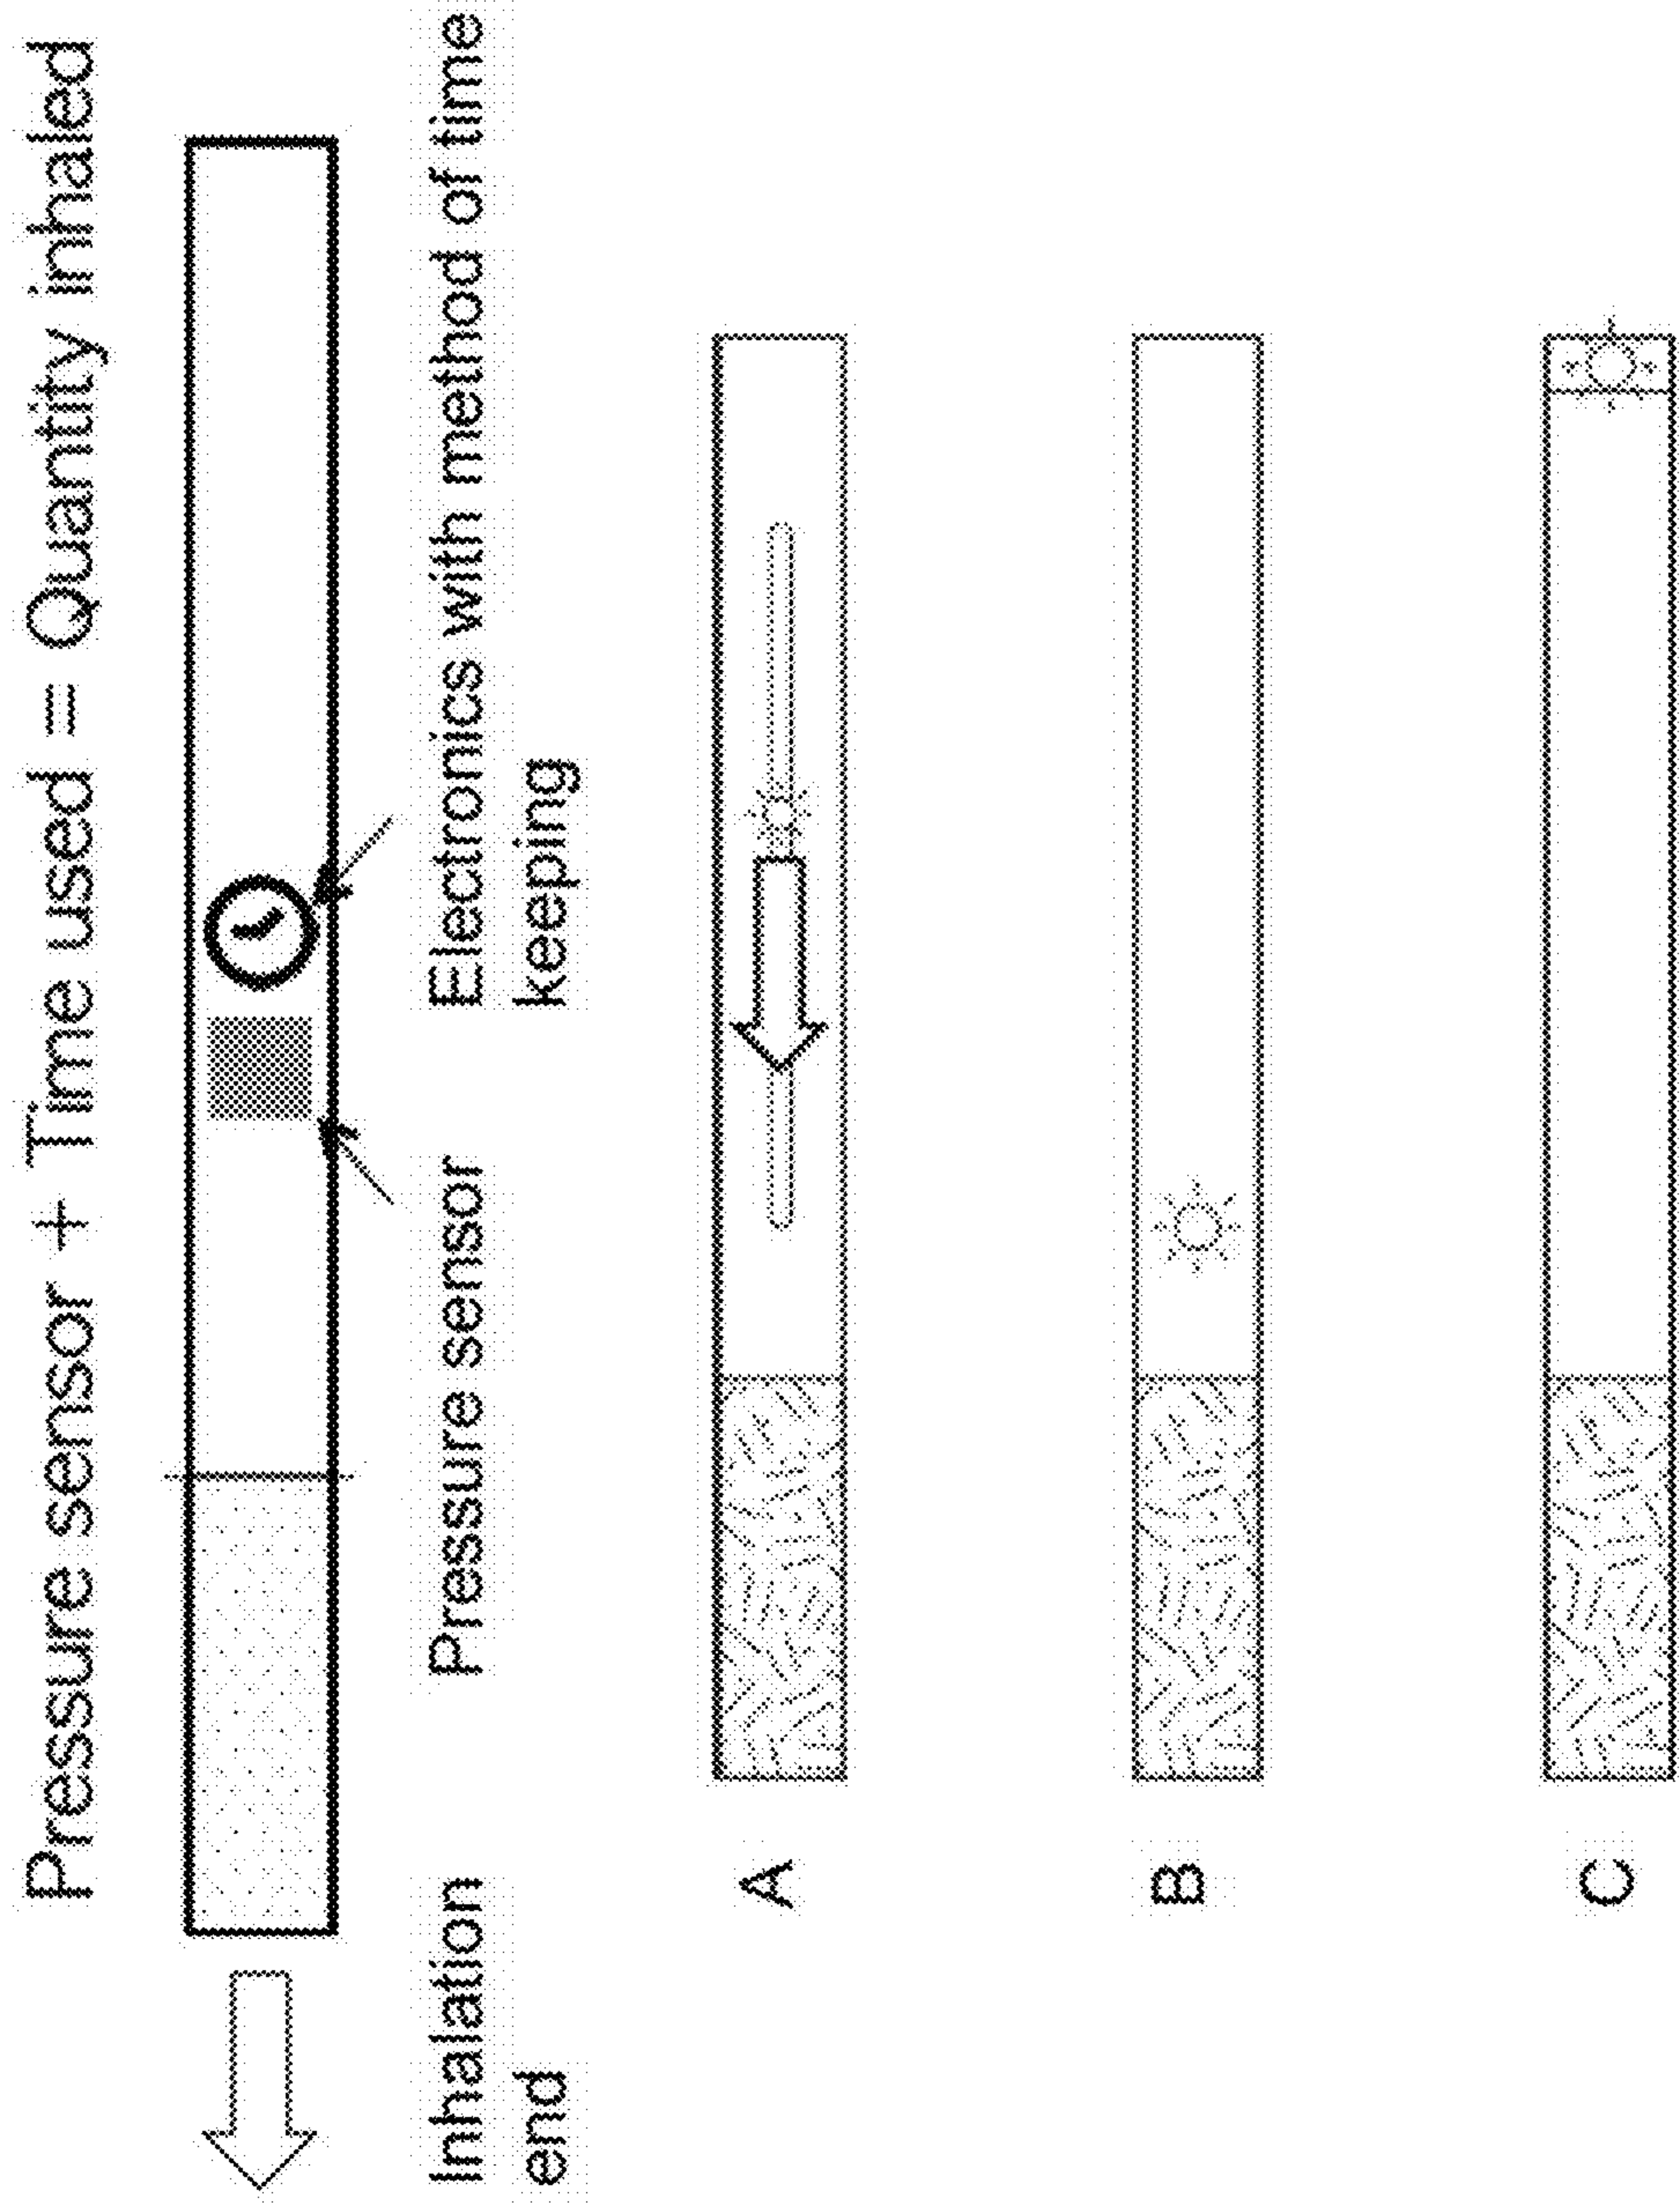 Pressure sensor + Time used = Quantity inhaled
Inhalation
end
Pressure sensor
Electronics with method of time
keeping
A
B
C